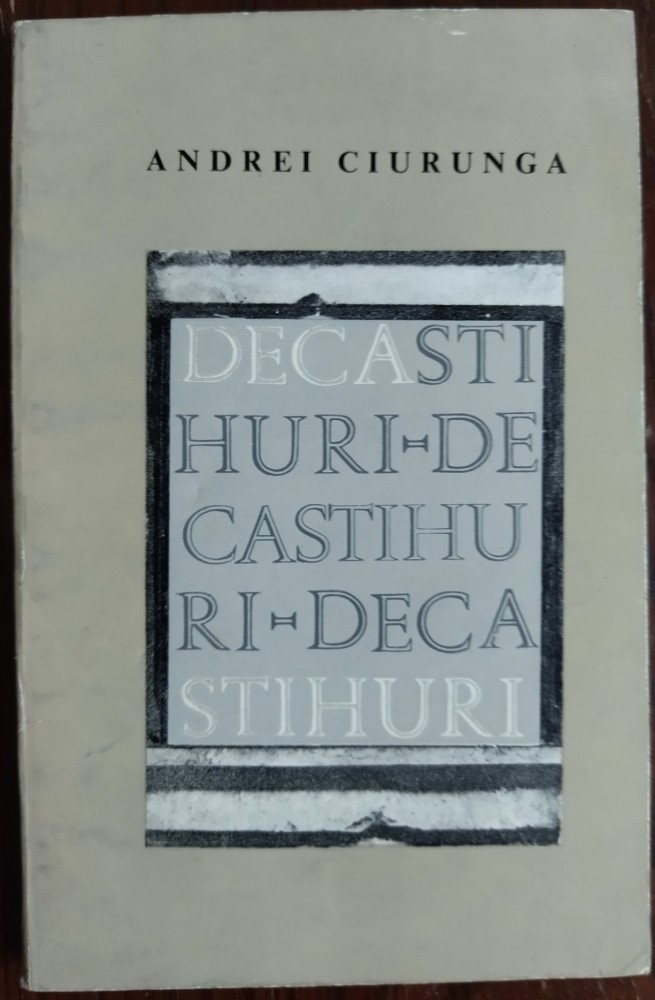 ANDREI CIURUNGA
DECASTI
HURI-DE
CASTIHU
RI-DECA
STIHURI